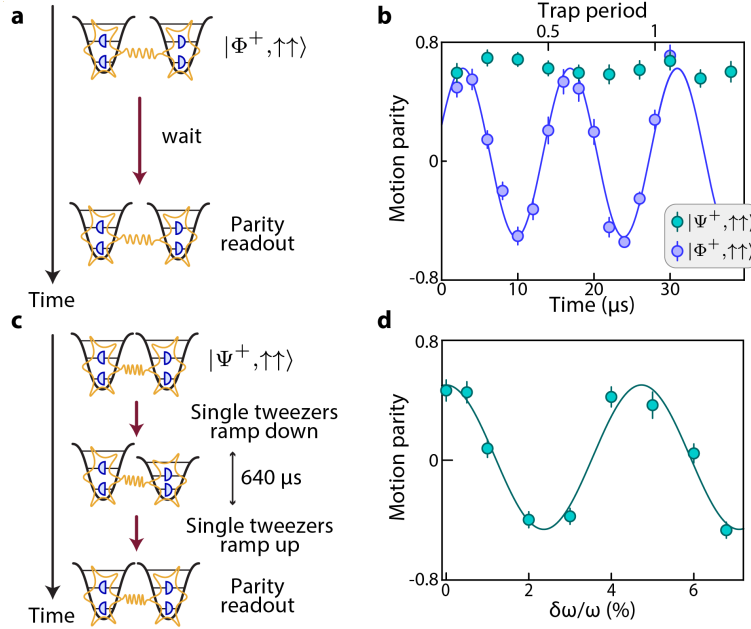 a
|Φ⁺,↑↑⟩
wait
Parity
readout
Time
b
Trap period
0.5
1
0.8
0
-0.8
Motion parity
|Ψ⁺,↑↑⟩
|Φ⁺,↑↑⟩
0
10
20
30
Time (μs)
c
|Ψ⁺,↑↑⟩
Single tweezers
ramp down
640 μs
Single tweezers
ramp up
Parity
readout
Time
d
0.8
0
-0.8
Motion parity
0
2
4
6
δω/ω (%)